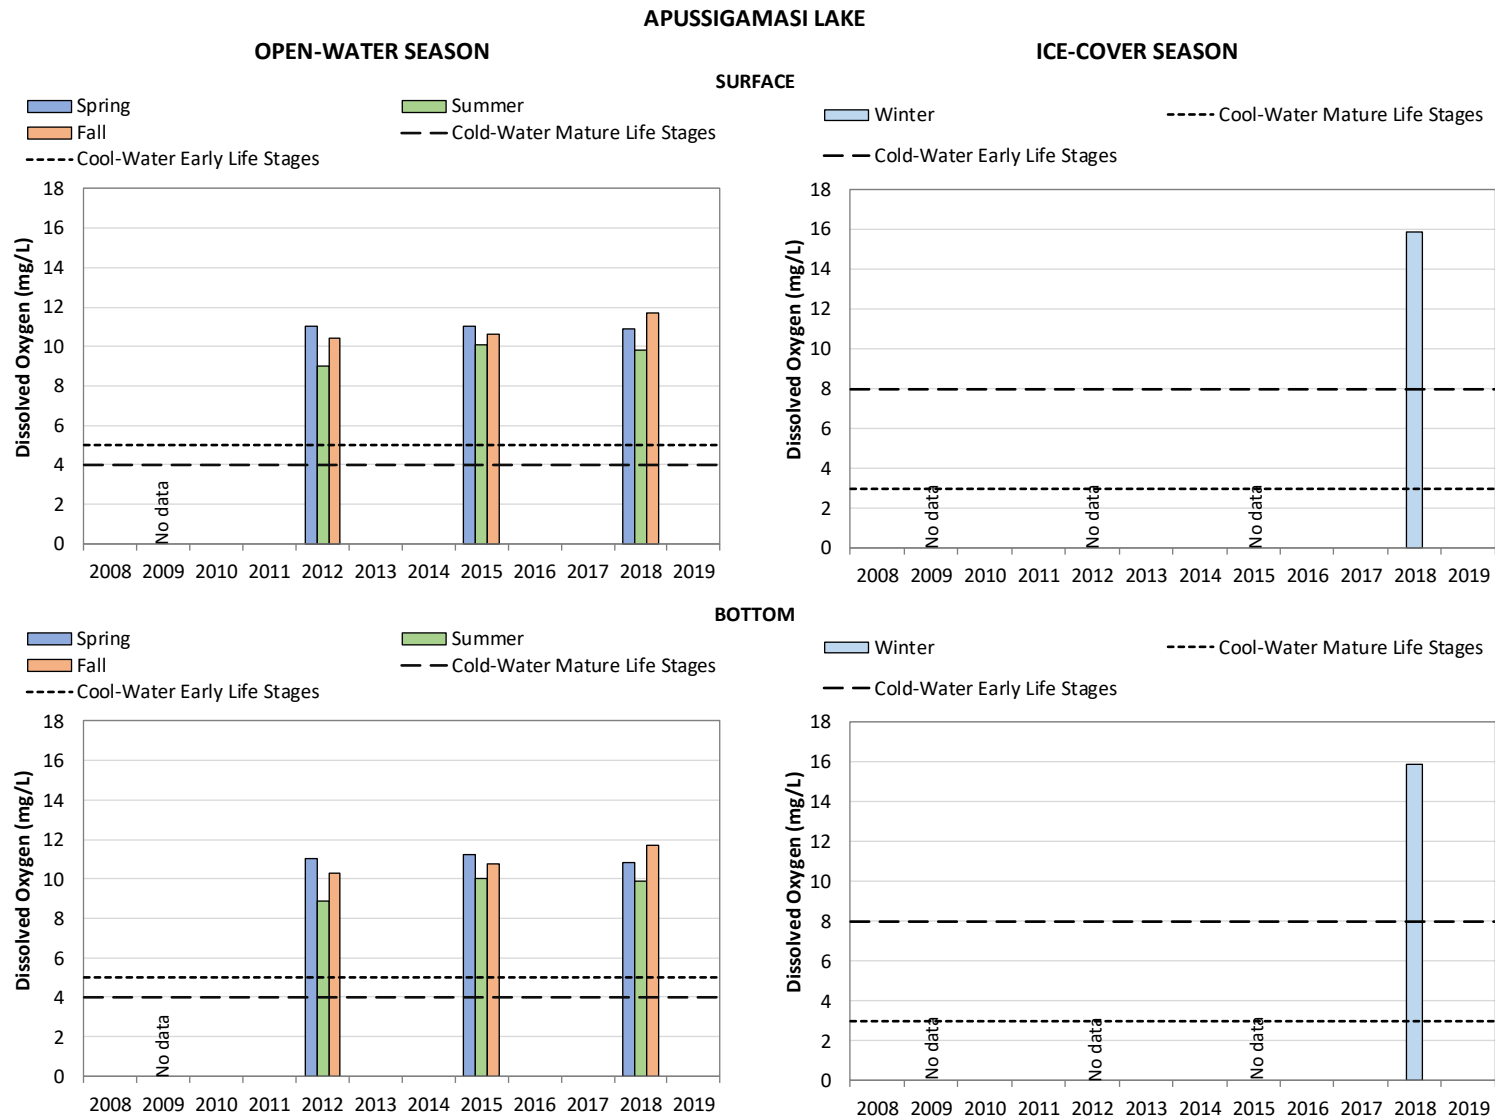 APUSSIGAMASI LAKE
OPEN-WATER SEASON
ICE-COVER SEASON
SURFACE
Spring
Summer
Fall
Cold-Water Mature Life Stages
Cool-Water Early Life Stages
Dissolved Oxygen (mg/L)
18
16
14
12
10
8
6
4
2
0
No data
2008 2009 2010 2011 2012 2013 2014 2015 2016 2017 2018 2019
Winter
Cool-Water Mature Life Stages
Cold-Water Early Life Stages
Dissolved Oxygen (mg/L)
18
16
14
12
10
8
6
4
2
0
No data
No data
No data
2008 2009 2010 2011 2012 2013 2014 2015 2016 2017 2018 2019
BOTTOM
Spring
Summer
Fall
Cold-Water Mature Life Stages
Cool-Water Early Life Stages
Dissolved Oxygen (mg/L)
18
16
14
12
10
8
6
4
2
0
No data
2008 2009 2010 2011 2012 2013 2014 2015 2016 2017 2018 2019
Winter
Cool-Water Mature Life Stages
Cold-Water Early Life Stages
Dissolved Oxygen (mg/L)
18
16
14
12
10
8
6
4
2
0
No data
No data
No data
2008 2009 2010 2011 2012 2013 2014 2015 2016 2017 2018 2019